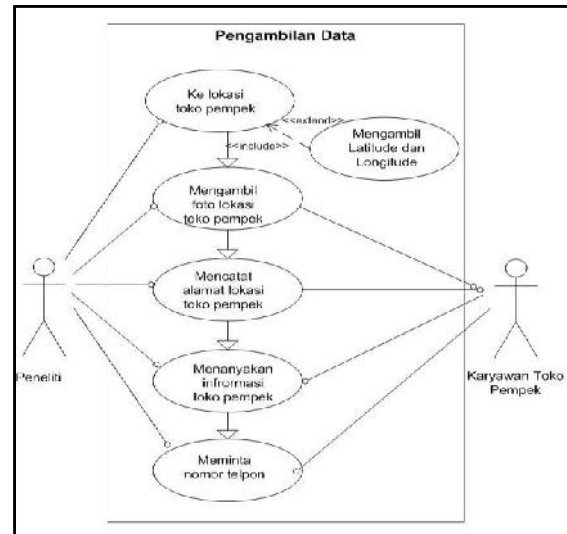 Pengambilan Data
Ke lokasi
toko pempek
<<extend>>
<<include>>
Mengambil
Latitude dan
Longitude
Mengambil
foto lokasi
toko pempek
Mencatat
alamat lokasi
toko pempek
Menanyakan
infrormasi
toko pempek
Meminta
nomor telpon
Peneliti
Karyawan Toko
Pempek